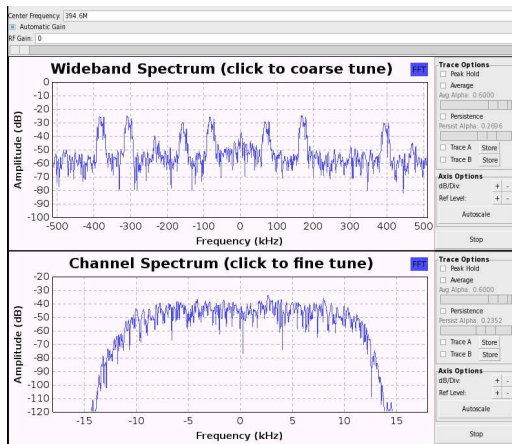 Center Frequency: 394.6M
Automatic Gain
RF Gain: 0
Wideband Spectrum (click to coarse tune)
FFT
Amplitude (dB)
0
-10
-20
-30
-40
-50
-60
-70
-80
-90
-100
-500 -400 -300 -200 -100 0 100 200 300 400 500
Frequency (kHz)
Trace Options
Peak Hold
Average
Avg Alpha: 0.6000
Persistence
Persist Alpha: 0.2696
Trace A Store
Trace B Store
Axis Options
dB/Div: + -
Ref Level: + -
Autoscale
Stop
Channel Spectrum (click to fine tune)
FFT
Amplitude (dB)
-20
-30
-40
-50
-60
-70
-80
-90
-100
-110
-120
-15 -10 -5 0 5 10 15
Frequency (kHz)
Trace Options
Peak Hold
Average
Avg Alpha: 0.6000
Persistence
Persist Alpha: 0.2352
Trace A Store
Trace B Store
Axis Options
dB/Div: + -
Ref Level: + -
Autoscale
Stop